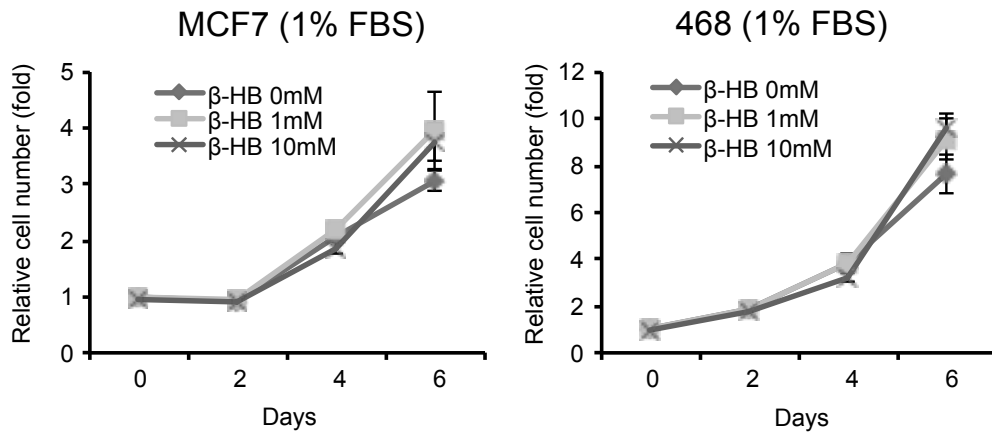 MCF7 (1% FBS)
Relative cell number (fold)
5
4
3
2
1
0
β-HB 0mM
β-HB 1mM
β-HB 10mM
0 2 4 6
Days
468 (1% FBS)
Relative cell number (fold)
12
10
8
6
4
2
0
β-HB 0mM
β-HB 1mM
β-HB 10mM
0 2 4 6
Days